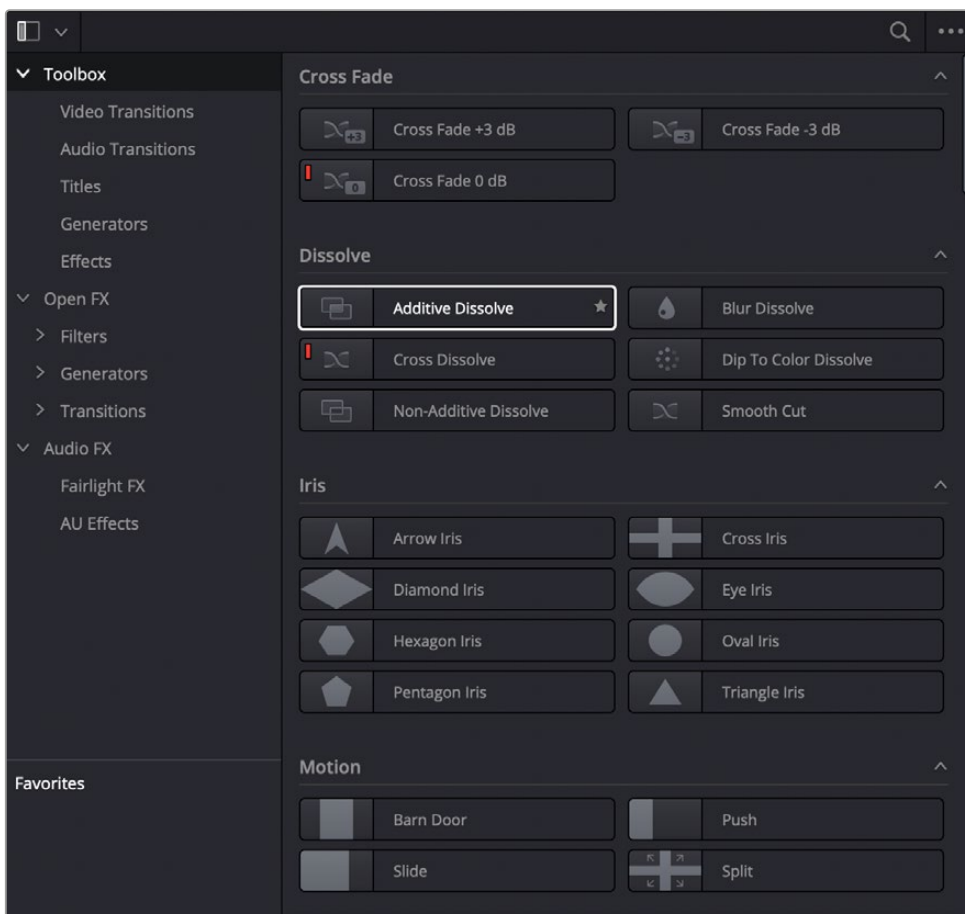 Toolbox
Video Transitions
Audio Transitions
Titles
Generators
Effects
Open FX
Filters
Generators
Transitions
Audio FX
Fairlight FX
AU Effects
Favorites
Cross Fade
+3 Cross Fade +3 dB
-3 Cross Fade -3 dB
0 Cross Fade 0 dB
Dissolve
Additive Dissolve
Blur Dissolve
Cross Dissolve
Dip To Color Dissolve
Non-Additive Dissolve
Smooth Cut
Iris
Arrow Iris
Cross Iris
Diamond Iris
Eye Iris
Hexagon Iris
Oval Iris
Pentagon Iris
Triangle Iris
Motion
Barn Door
Push
Slide
Split